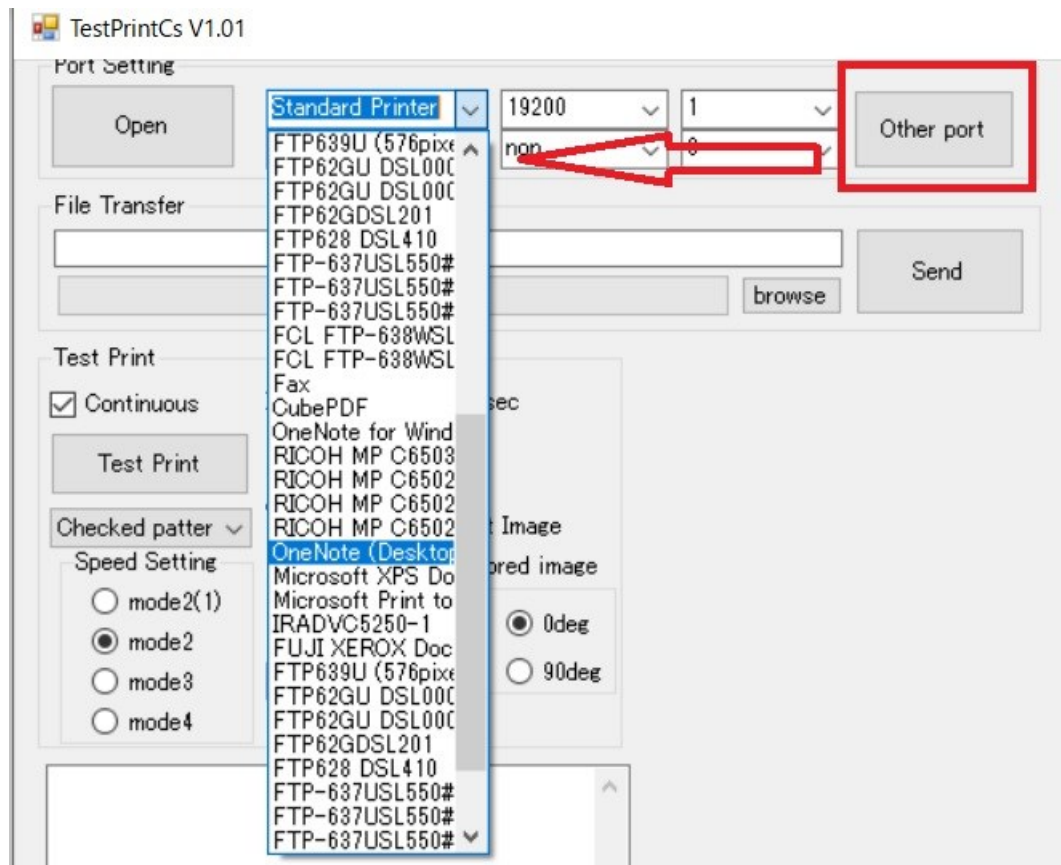 TestPrintCs V1.01
Port Setting
Open
Standard Printer
19200
1
Other port
non
FTP639U (576pixe
FTP62GU DSL000
FTP62GU DSL000
FTP62GDSL201
FTP628 DSL410
FTP-637USL550#
FTP-637USL550#
FTP-637USL550#
FCL FTP-638WSL
FCL FTP-638WSL
Fax
CubePDF
OneNote for Wind
RICOH MP C6503
RICOH MP C6502
RICOH MP C6502
RICOH MP C6502
OneNote (Desktop
Microsoft XPS Do
Microsoft Print to
IRADVC5250-1
FUJI XEROX Doc
FTP639U (576pixe
FTP62GU DSL000
FTP62GU DSL000
FTP62GDSL201
FTP628 DSL410
FTP-637USL550#
FTP-637USL550#
FTP-637USL550#
File Transfer
browse
Send
Test Print
Continuous
sec
Test Print
Checked patter
t Image
ored image
Speed Setting
mode2(1)
mode2
mode3
mode4
0deg
90deg